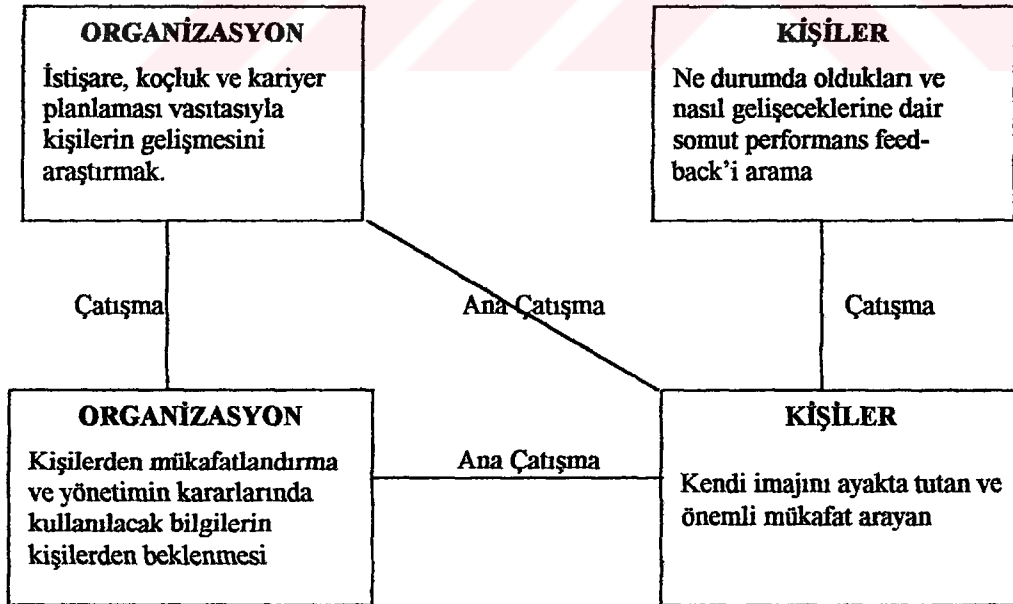 ORGANİZASYON
İstişare, koçluk ve kariyer
planlaması vasıtasıyla
kişilerin gelişmesini
araştırmak.
KİŞİLER
Ne durumda oldukları ve
nasıl gelişeceklerine dair
somut performans feed-
back'i arama
Çatışma
Ana Çatışma
Çatışma
ORGANİZASYON
Kişilerden mükafatlandırma
ve yönetimin kararlarında
kullanılacak bilgilerin
kişilerden beklenmesi
Ana Çatışma
KİŞİLER
Kendi imajını ayakta tutan ve
önemli mükafat arayan